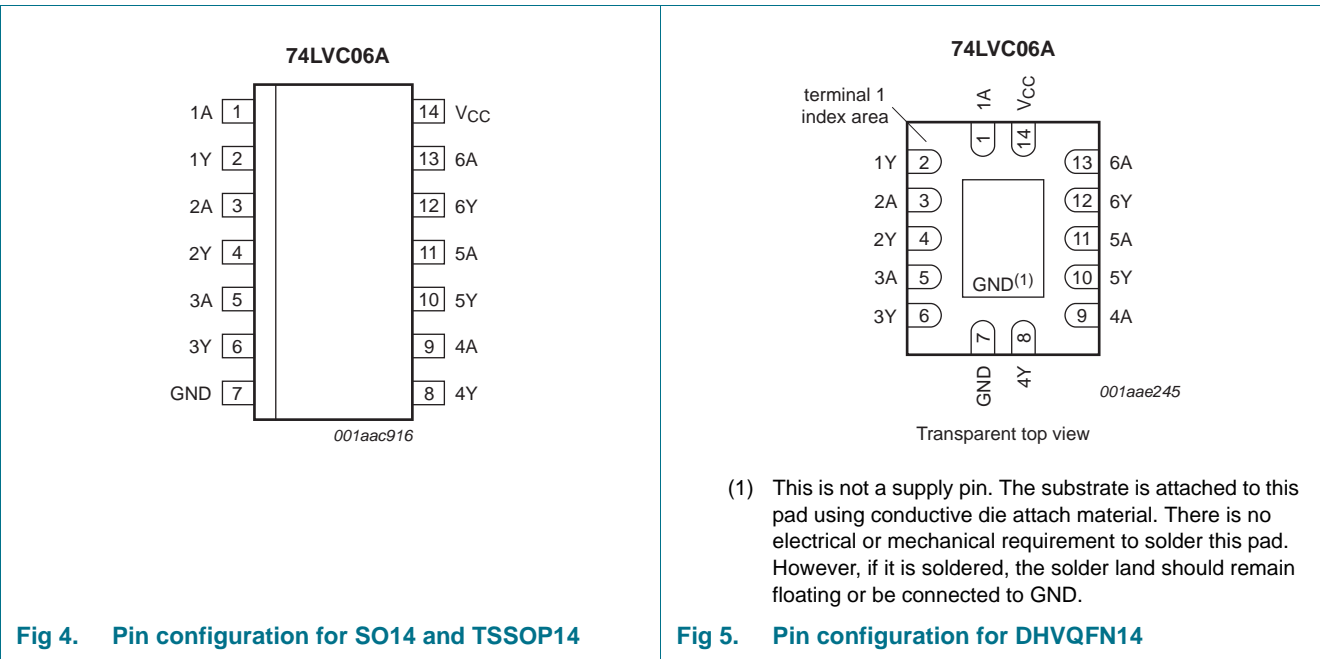 74LVC06A
1A 1
14 VCC
1Y 2
13 6A
2A 3
12 6Y
2Y 4
11 5A
3A 5
10 5Y
3Y 6
9 4A
GND 7
8 4Y
001aac916
Fig 4. Pin configuration for SO14 and TSSOP14
74LVC06A
terminal 1
index area
1A
VCC
1
14
1Y 2
13 6A
2A 3
12 6Y
2Y 4
11 5A
3A 5
GND(1)
10 5Y
3Y 6
9 4A
7
8
GND
4Y
001aae245
Transparent top view
(1) This is not a supply pin. The substrate is attached to this
pad using conductive die attach material. There is no
electrical or mechanical requirement to solder this pad.
However, if it is soldered, the solder land should remain
floating or be connected to GND.
Fig 5. Pin configuration for DHVQFN14